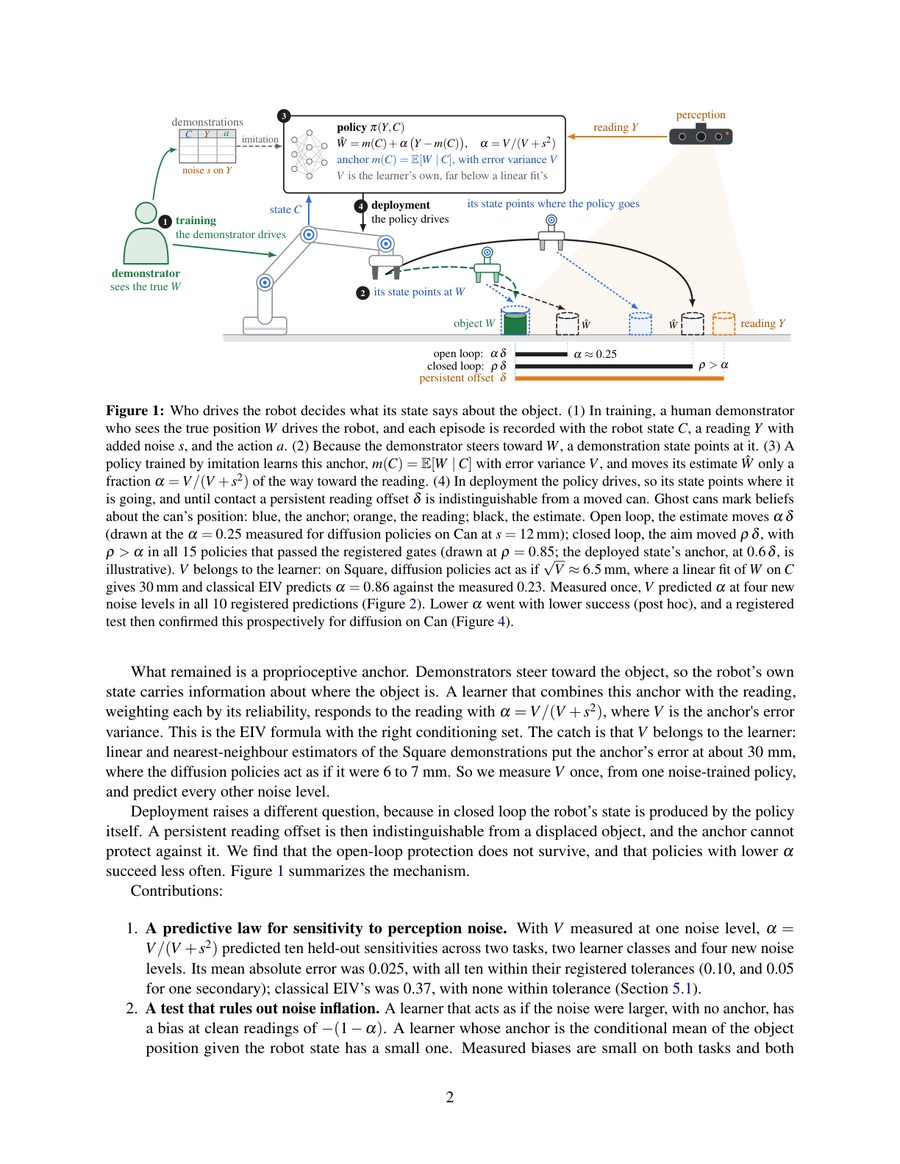 demonstrations
C Y a
noise s on Y
imitation
3
policy π(Y,C)
Ŵ = m(C) + α (Y − m(C)), α = V/(V + s²)
anchor m(C) = 𝔼[W | C], with error variance V
V is the learner's own, far below a linear fit's
reading Y
perception
1 training
the demonstrator drives
demonstrator
sees the true W
state C
4 deployment
the policy drives
its state points where the policy goes
2 its state points at W
object W
Ŵ
Ŵ
reading Y
open loop: α δ
α ≈ 0.25
closed loop: ρ δ
ρ > α
persistent offset δ
Figure 1: Who drives the robot decides what its state says about the object. (1) In training, a human demonstrator
who sees the true position W drives the robot, and each episode is recorded with the robot state C, a reading Y with
added noise s, and the action a. (2) Because the demonstrator steers toward W, a demonstration state points at it. (3) A
policy trained by imitation learns this anchor, m(C) = 𝔼[W | C] with error variance V, and moves its estimate Ŵ only a
fraction α = V/(V + s²) of the way toward the reading. (4) In deployment the policy drives, so its state points where it
is going, and until contact a persistent reading offset δ is indistinguishable from a moved can. Ghost cans mark beliefs
about the can's position: blue, the anchor; orange, the reading; black, the estimate. Open loop, the estimate moves α δ
(drawn at the α = 0.25 measured for diffusion policies on Can at s = 12 mm); closed loop, the aim moved ρ δ, with
ρ > α in all 15 policies that passed the registered gates (drawn at ρ = 0.85; the deployed state's anchor, at 0.6 δ, is
illustrative). V belongs to the learner: on Square, diffusion policies act as if √V ≈ 6.5 mm, where a linear fit of W on C
gives 30 mm and classical EIV predicts α = 0.86 against the measured 0.23. Measured once, V predicted α at four new
noise levels in all 10 registered predictions (Figure 2). Lower α went with lower success (post hoc), and a registered
test then confirmed this prospectively for diffusion on Can (Figure 4).
What remained is a proprioceptive anchor. Demonstrators steer toward the object, so the robot's own
state carries information about where the object is. A learner that combines this anchor with the reading,
weighting each by its reliability, responds to the reading with α = V/(V + s²), where V is the anchor's error
variance. This is the EIV formula with the right conditioning set. The catch is that V belongs to the learner:
linear and nearest-neighbour estimators of the Square demonstrations put the anchor's error at about 30 mm,
where the diffusion policies act as if it were 6 to 7 mm. So we measure V once, from one noise-trained policy,
and predict every other noise level.
Deployment raises a different question, because in closed loop the robot's state is produced by the policy
itself. A persistent reading offset is then indistinguishable from a displaced object, and the anchor cannot
protect against it. We find that the open-loop protection does not survive, and that policies with lower α
succeed less often. Figure 1 summarizes the mechanism.
Contributions:
1. A predictive law for sensitivity to perception noise. With V measured at one noise level, α =
V/(V + s²) predicted ten held-out sensitivities across two tasks, two learner classes and four new noise
levels. Its mean absolute error was 0.025, with all ten within their registered tolerances (0.10, and 0.05
for one secondary); classical EIV's was 0.37, with none within tolerance (Section 5.1).
2. A test that rules out noise inflation. A learner that acts as if the noise were larger, with no anchor, has
a bias at clean readings of −(1 − α). A learner whose anchor is the conditional mean of the object
position given the robot state has a small one. Measured biases are small on both tasks and both
2